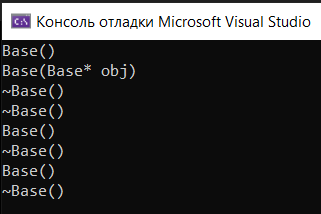 C:\ Консоль отладки Microsoft Visual Studio
Base()
Base(Base* obj)
~Base()
~Base()
Base()
~Base()
Base()
~Base()